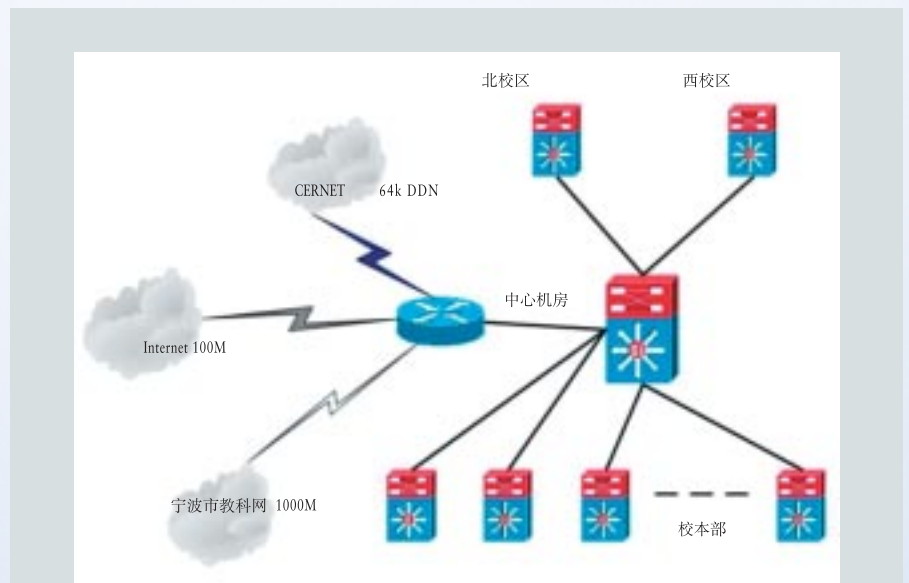 北校区
西校区
CERNET 64k DDN
中心机房
Internet 100M
宁波市教科网 1000M
校本部